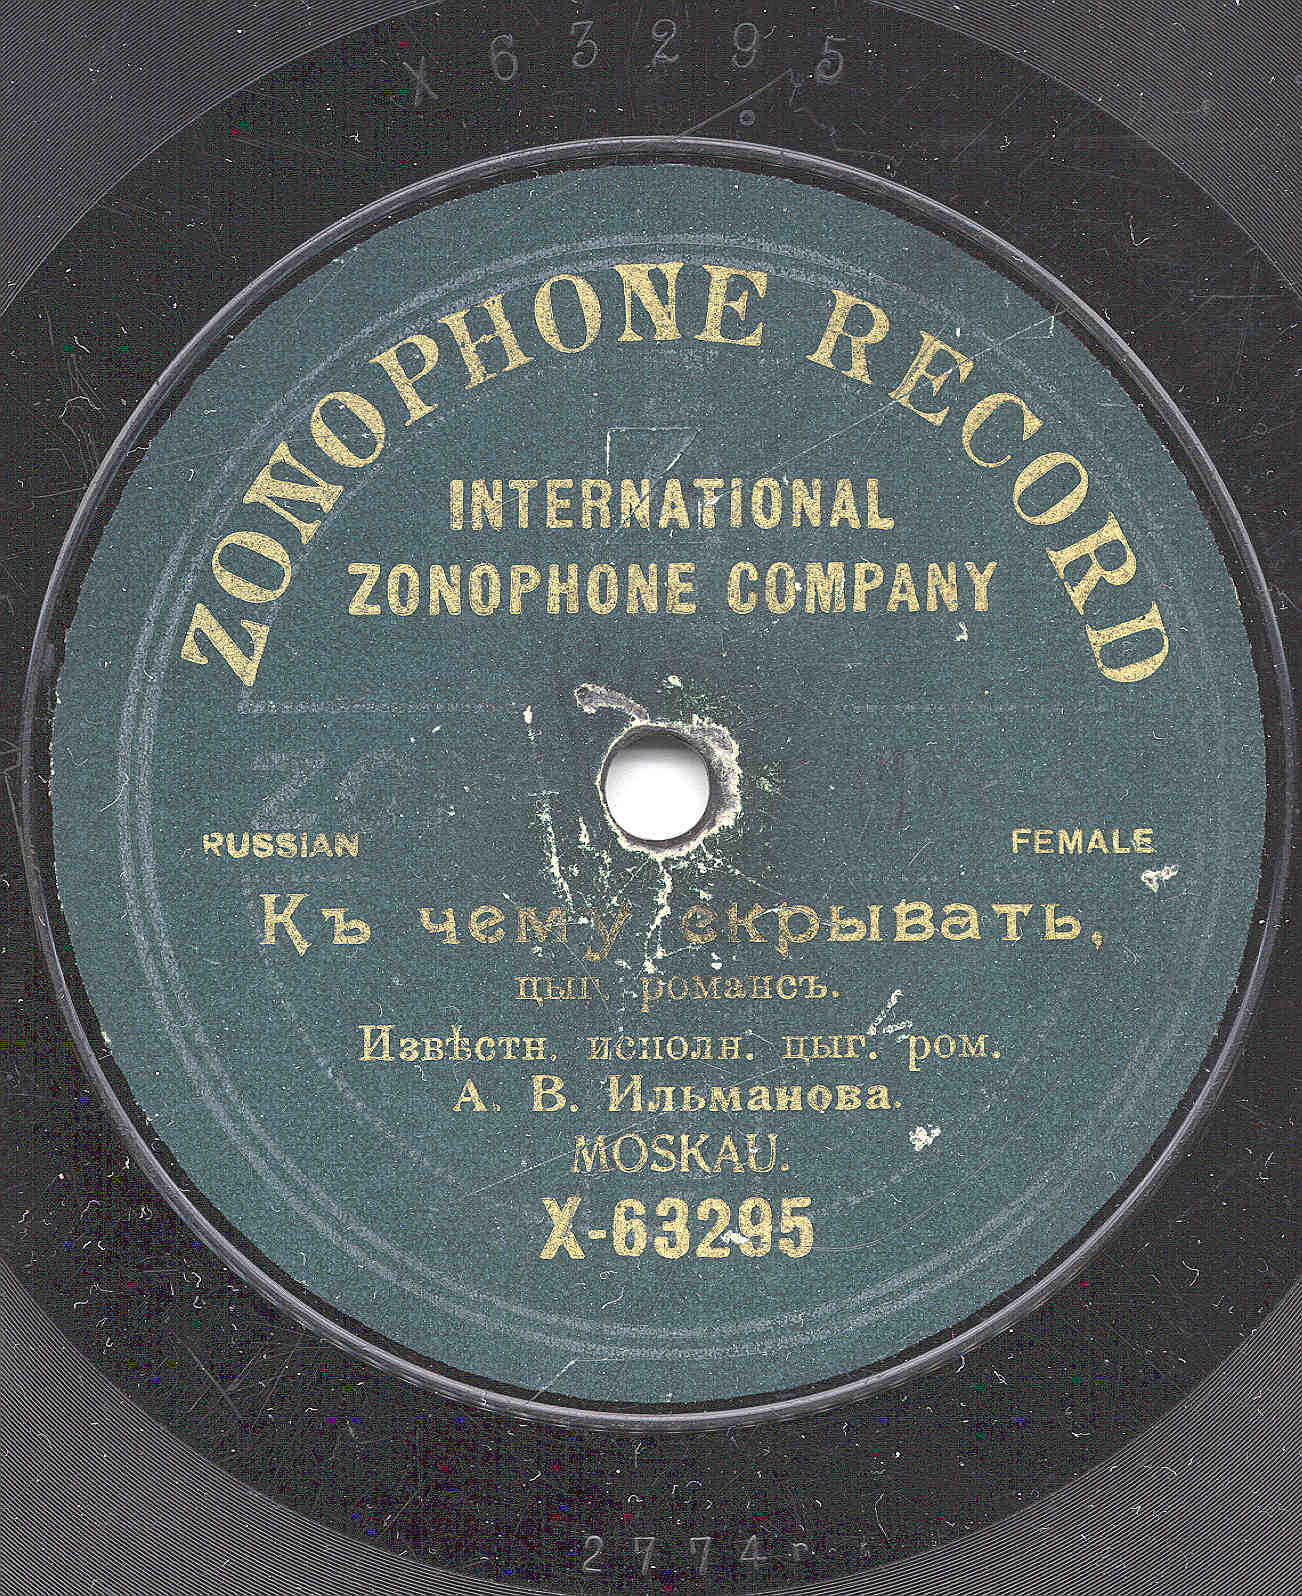 X 63295
ZONOPHONE RECORD
INTERNATIONAL
ZONOPHONE COMPANY
RUSSIAN
FEMALE
Къ чему скрывать,
цыг. романсъ.
Извѣстн. исполн. цыг. ром.
А. В. Ильманова.
MOSKAU.
X-63295
2774r